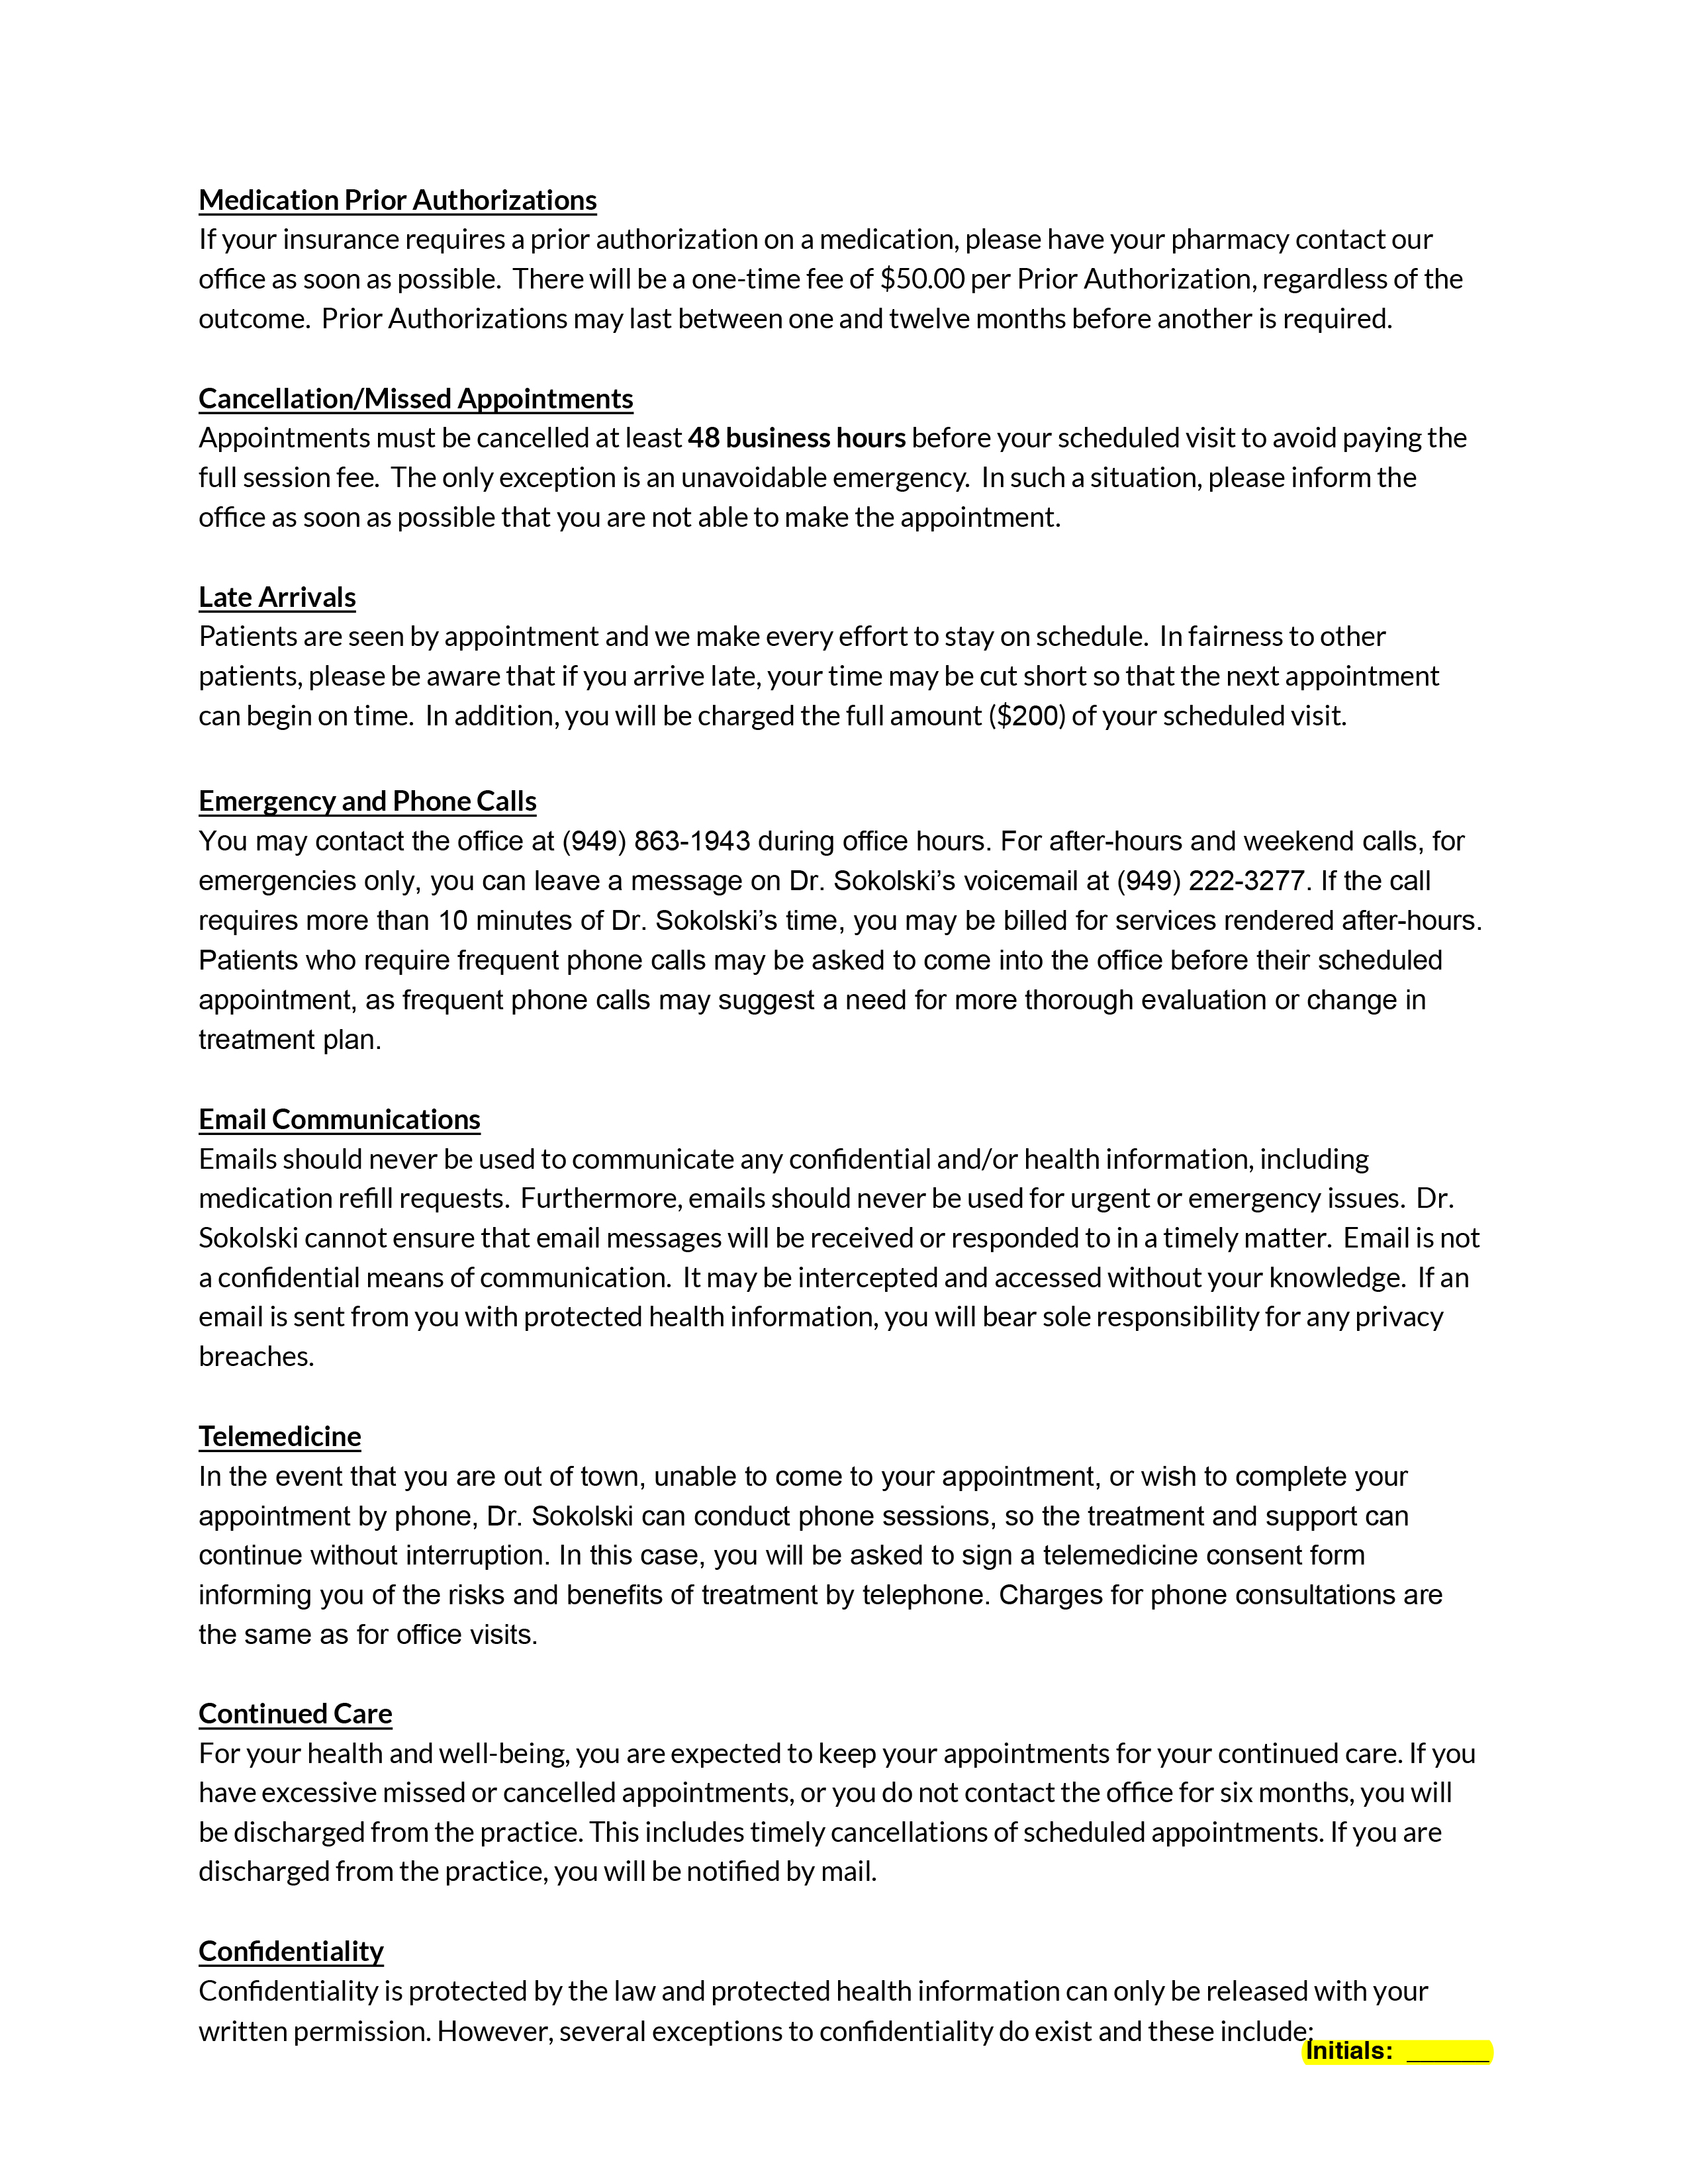 Medication Prior Authorizations
If your insurance requires a prior authorization on a medication, please have your pharmacy contact our
office as soon as possible.  There will be a one-time fee of $50.00 per Prior Authorization, regardless of the
outcome.  Prior Authorizations may last between one and twelve months before another is required.
Cancellation/Missed Appointments
Appointments must be cancelled at least 48 business hours before your scheduled visit to avoid paying the
full session fee.  The only exception is an unavoidable emergency.  In such a situation, please inform the
office as soon as possible that you are not able to make the appointment.
Late Arrivals
Patients are seen by appointment and we make every effort to stay on schedule.  In fairness to other
patients, please be aware that if you arrive late, your time may be cut short so that the next appointment
can begin on time.  In addition, you will be charged the full amount ($200) of your scheduled visit.
Emergency and Phone Calls
You may contact the office at (949) 863-1943 during office hours. For after-hours and weekend calls, for
emergencies only, you can leave a message on Dr. Sokolski’s voicemail at (949) 222-3277. If the call
requires more than 10 minutes of Dr. Sokolski’s time, you may be billed for services rendered after-hours.
Patients who require frequent phone calls may be asked to come into the office before their scheduled
appointment, as frequent phone calls may suggest a need for more thorough evaluation or change in
treatment plan.
Email Communications
Emails should never be used to communicate any confidential and/or health information, including
medication refill requests.  Furthermore, emails should never be used for urgent or emergency issues.  Dr.
Sokolski cannot ensure that email messages will be received or responded to in a timely matter.  Email is not
a confidential means of communication.  It may be intercepted and accessed without your knowledge.  If an
email is sent from you with protected health information, you will bear sole responsibility for any privacy
breaches.
Telemedicine
In the event that you are out of town, unable to come to your appointment, or wish to complete your
appointment by phone, Dr. Sokolski can conduct phone sessions, so the treatment and support can
continue without interruption. In this case, you will be asked to sign a telemedicine consent form
informing you of the risks and benefits of treatment by telephone. Charges for phone consultations are
the same as for office visits.
Continued Care
For your health and well-being, you are expected to keep your appointments for your continued care. If you
have excessive missed or cancelled appointments, or you do not contact the office for six months, you will
be discharged from the practice. This includes timely cancellations of scheduled appointments. If you are
discharged from the practice, you will be notified by mail.
Confidentiality
Confidentiality is protected by the law and protected health information can only be released with your
written permission. However, several exceptions to confidentiality do exist and these include:
Initials: ______